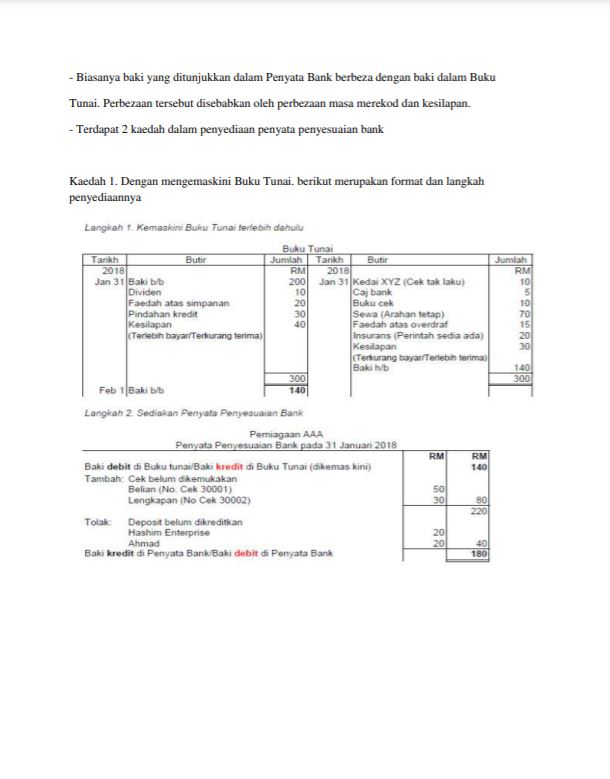 - Biasanya baki yang ditunjukkan dalam Penyata Bank berbeza dengan baki dalam Buku
Tunai. Perbezaan tersebut disebabkan oleh perbezaan masa merekod dan kesilapan.
- Terdapat 2 kaedah dalam penyediaan penyata penyesuaian bank
Kaedah 1. Dengan mengemaskini Buku Tunai. berikut merupakan format dan langkah
penyediaannya
Langkah 1. Kemaskini Buku Tunai terlebih dahulu
Buku Tunai
Tarikh Butir Jumlah Tarikh Butir Jumlah
2018 RM 2018 RM
Jan 31 Baki b/b 200 Jan 31 Kedai XYZ (Cek tak laku) 10
Dividen 10 Caj bank 5
Faedah atas simpanan 20 Buku cek 10
Pindahan kredit 30 Sewa (Arahan tetap) 70
Kesilapan 40 Faedah atas overdraf 15
(Terlebih bayar/Terkurang terima) Insurans (Perintah sedia ada) 20
Kesilapan 30
(Terkurang bayar/Terlebih terima)
Baki h/b 140
300 300
Feb 1 Baki b/b 140
Langkah 2. Sediakan Penyata Penyesuaian Bank
Perniagaan AAA
Penyata Penyesuaian Bank pada 31 Januari 2018
RM RM
Baki debit di Buku tunai/Baki kredit di Buku Tunai (dikemas kini) 140
Tambah: Cek belum dikemukakan
Belian (No. Cek 30001) 50
Lengkapan (No Cek 30002) 30 80
220
Tolak: Deposit belum dikreditkan
Hashim Enterprise 20
Ahmad 20 40
Baki kredit di Penyata Bank/Baki debit di Penyata Bank 180